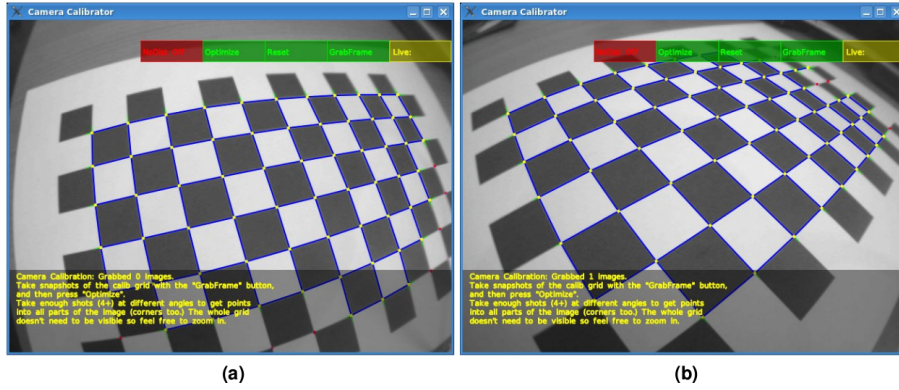 Camera Calibrator
Optimize Reset GrabFrame Live:
Camera Calibration: Grabbed 0 images.
Take snapshots of the calib grid with the "GrabFrame" button,
and then press "Optimize".
Take enough shots (4+) at different angles to get points
into all parts of the image (corners too.) The whole grid
doesn't need to be visible so feel free to zoom in.
(a)
Camera Calibrator
Optimize Reset GrabFrame Live:
Camera Calibration: Grabbed 1 images.
Take snapshots of the calib grid with the "GrabFrame" button,
and then press "Optimize".
Take enough shots (4+) at different angles to get points
into all parts of the image (corners too.) The whole grid
doesn't need to be visible so feel free to zoom in.
(b)